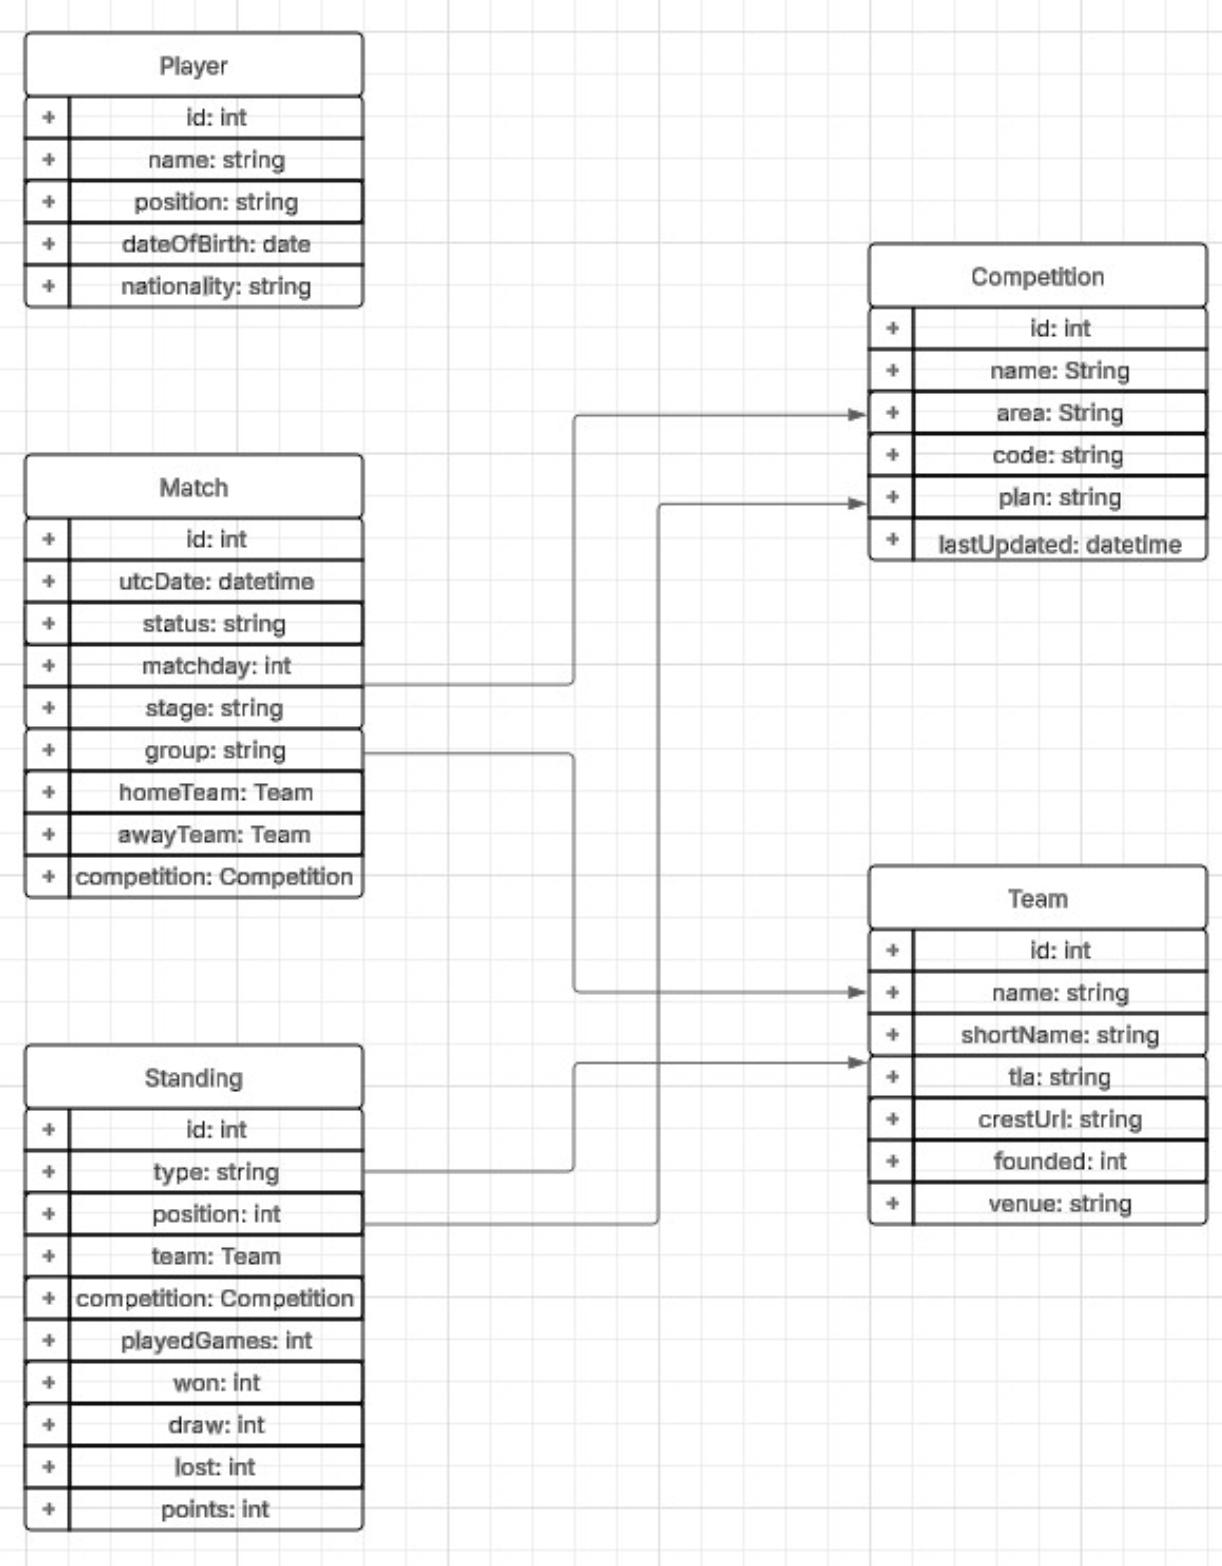 Player
+ id: int
+ name: string
+ position: string
+ dateOfBirth: date
+ nationality: string
Competition
+ id: int
+ name: String
+ area: String
+ code: string
+ plan: string
+ lastUpdated: datetime
Match
+ id: int
+ utcDate: datetime
+ status: string
+ matchday: int
+ stage: string
+ group: string
+ homeTeam: Team
+ awayTeam: Team
+ competition: Competition
Team
+ id: int
+ name: string
+ shortName: string
+ tla: string
+ crestUrl: string
+ founded: int
+ venue: string
Standing
+ id: int
+ type: string
+ position: int
+ team: Team
+ competition: Competition
+ playedGames: int
+ won: int
+ draw: int
+ lost: int
+ points: int